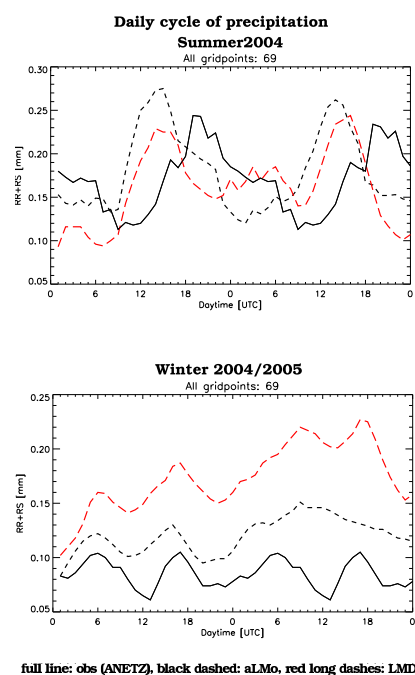 Daily cycle of precipitation
Summer2004
All gridpoints: 69
0.30
0.25
0.20
0.15
0.10
0.05
RR+RS [mm]
0 6 12 18 0 6 12 18 0
Daytime [UTC]
Winter 2004/2005
All gridpoints: 69
0.25
0.20
0.15
0.10
0.05
RR+RS [mm]
0 6 12 18 0 6 12 18 0
Daytime [UTC]
full line: obs (ANETZ), black dashed: aLMo, red long dashes: LMD